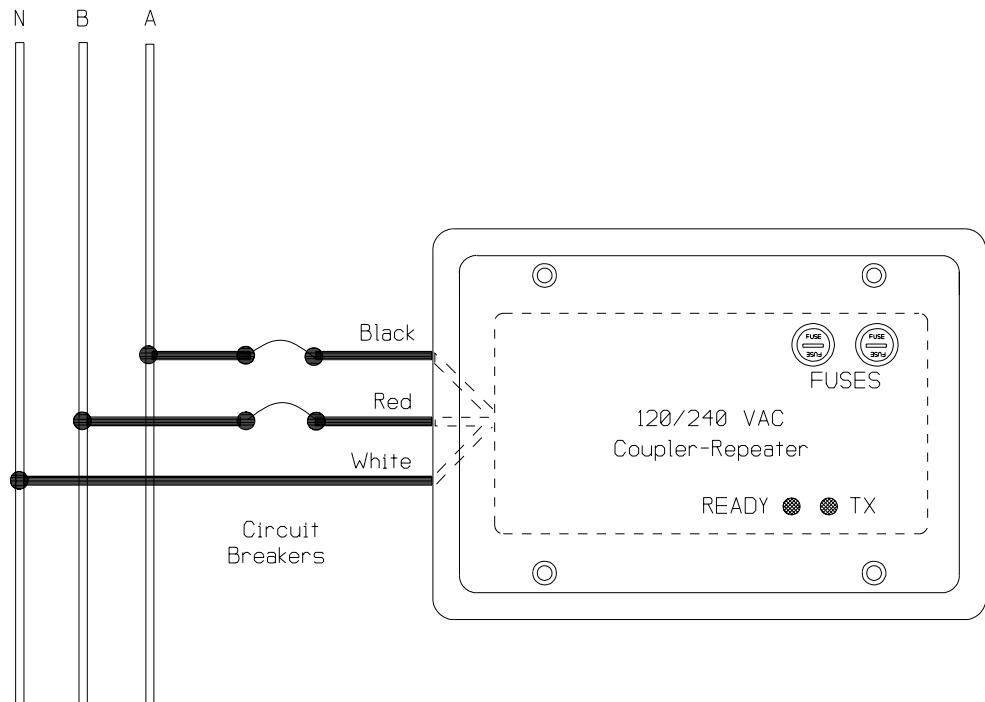 N B A
Black
Red
White
Circuit
Breakers
FUSE FUSE
FUSE FUSE
FUSES
120/240 VAC
Coupler-Repeater
READY TX